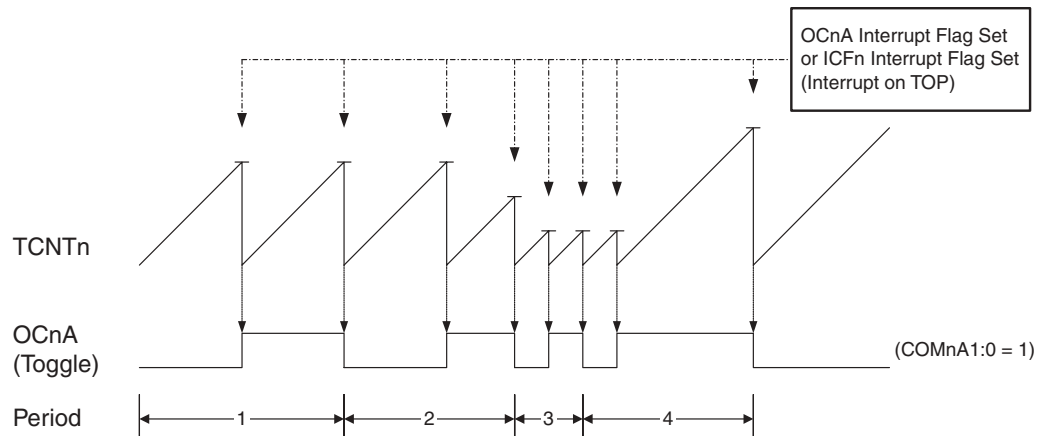 OCnA Interrupt Flag Set
or ICFn Interrupt Flag Set
(Interrupt on TOP)
TCNTn
OCnA
(Toggle)
(COMnA1:0 = 1)
Period
1
2
3
4